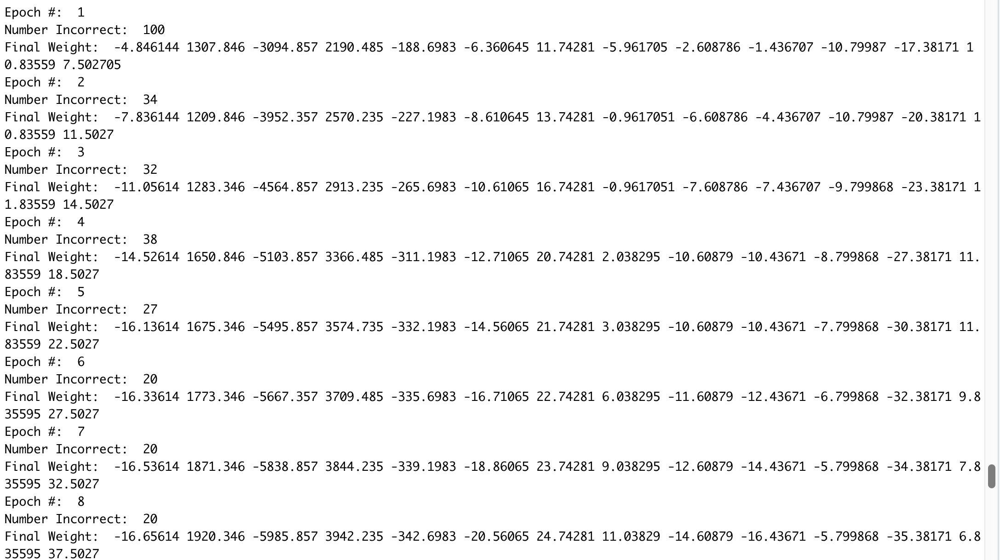 Epoch #:  1
Number Incorrect:  100
Final Weight:  -4.846144 1307.846 -3094.857 2190.485 -188.6983 -6.360645 11.74281 -5.961705 -2.608786 -1.436707 -10.79987 -17.38171 1
0.83559 7.502705
Epoch #:  2
Number Incorrect:  34
Final Weight:  -7.836144 1209.846 -3952.357 2570.235 -227.1983 -8.610645 13.74281 -0.9617051 -6.608786 -4.436707 -10.79987 -20.38171 1
0.83559 11.5027
Epoch #:  3
Number Incorrect:  32
Final Weight:  -11.05614 1283.346 -4564.857 2913.235 -265.6983 -10.61065 16.74281 -0.9617051 -7.608786 -7.436707 -9.799868 -23.38171 1
1.83559 14.5027
Epoch #:  4
Number Incorrect:  38
Final Weight:  -14.52614 1650.846 -5103.857 3366.485 -311.1983 -12.71065 20.74281 2.038295 -10.60879 -10.43671 -8.799868 -27.38171 11.
83559 18.5027
Epoch #:  5
Number Incorrect:  27
Final Weight:  -16.13614 1675.346 -5495.857 3574.735 -332.1983 -14.56065 21.74281 3.038295 -10.60879 -10.43671 -7.799868 -30.38171 11.
83559 22.5027
Epoch #:  6
Number Incorrect:  20
Final Weight:  -16.33614 1773.346 -5667.357 3709.485 -335.6983 -16.71065 22.74281 6.038295 -11.60879 -12.43671 -6.799868 -32.38171 9.8
35595 27.5027
Epoch #:  7
Number Incorrect:  20
Final Weight:  -16.53614 1871.346 -5838.857 3844.235 -339.1983 -18.86065 23.74281 9.038295 -12.60879 -14.43671 -5.799868 -34.38171 7.8
35595 32.5027
Epoch #:  8
Number Incorrect:  20
Final Weight:  -16.65614 1920.346 -5985.857 3942.235 -342.6983 -20.56065 24.74281 11.03829 -14.60879 -16.43671 -5.799868 -35.38171 6.8
35595 37.5027